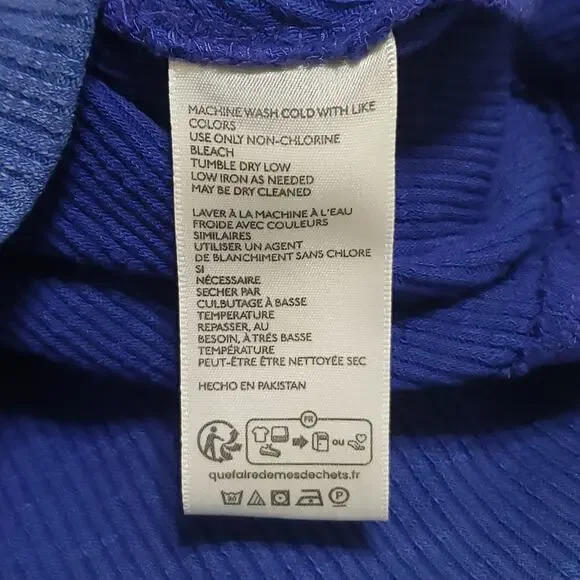 MACHINE WASH COLD WITH LIKE
COLORS
USE ONLY NON-CHLORINE
BLEACH
TUMBLE DRY LOW
LOW IRON AS NEEDED
MAY BE DRY CLEANED
LAVER À LA MACHINE À L'EAU
FROIDE AVEC COULEURS
SIMILAIRES
UTILISER UN AGENT
DE BLANCHIMENT SANS CHLORE
SI
NÉCESSAIRE
SECHER PAR
CULBUTAGE À BASSE
TEMPERATURE
REPASSER, AU
BESOIN, À TRÈS BASSE
TEMPÉRATURE
PEUT-ÊTRE ÊTRE NETTOYÉE SEC
HECHO EN PAKISTAN
FR
OU
quefairedemesdechets.fr
30
P